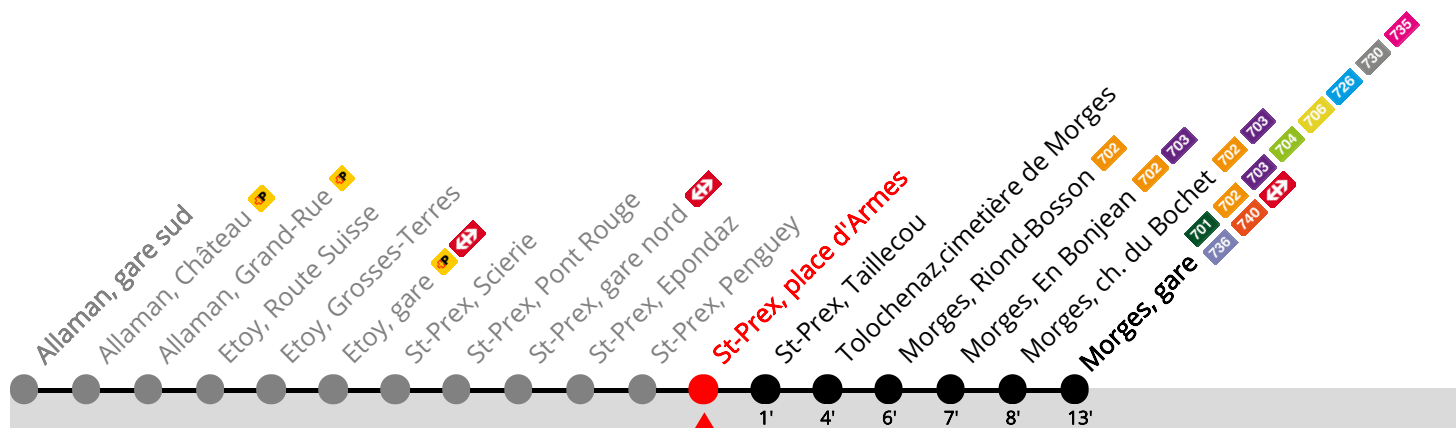 Allaman, gare sud
Allaman, Château P
Allaman, Grand-Rue P
Etoy, Route Suisse
Etoy, Grosses-Terres
Etoy, gare P
St-Prex, Scierie
St-Prex, Pont Rouge
St-Prex, gare nord
St-Prex, Epondaz
St-Prex, Penguey
St-Prex, place d'Armes
St-Prex, Taillecou
Tolochenaz,cimetière de Morges
Morges, Riond-Bosson 702
Morges, En Bonjean 702 703
Morges, ch. du Bochet 702 703
Morges, gare
701 702 703 704 706 726 730 735
736 740
1' 4' 6' 7' 8' 13'